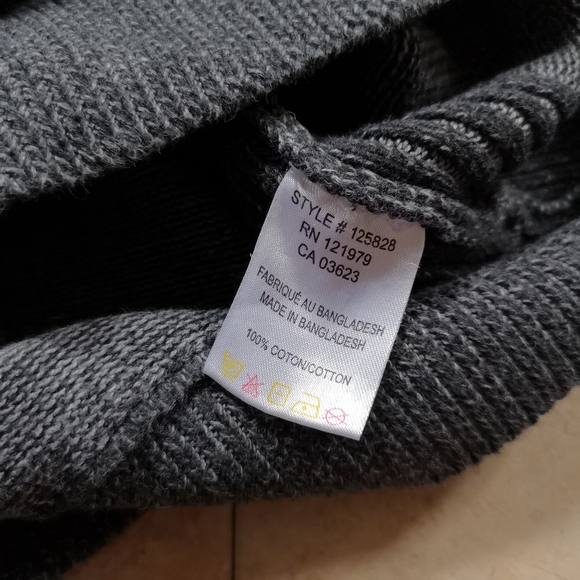 STYLE # 125828
RN 121979
CA 03623
FABRIQUÉ AU BANGLADESH
MADE IN BANGLADESH
100% COTON/COTTON